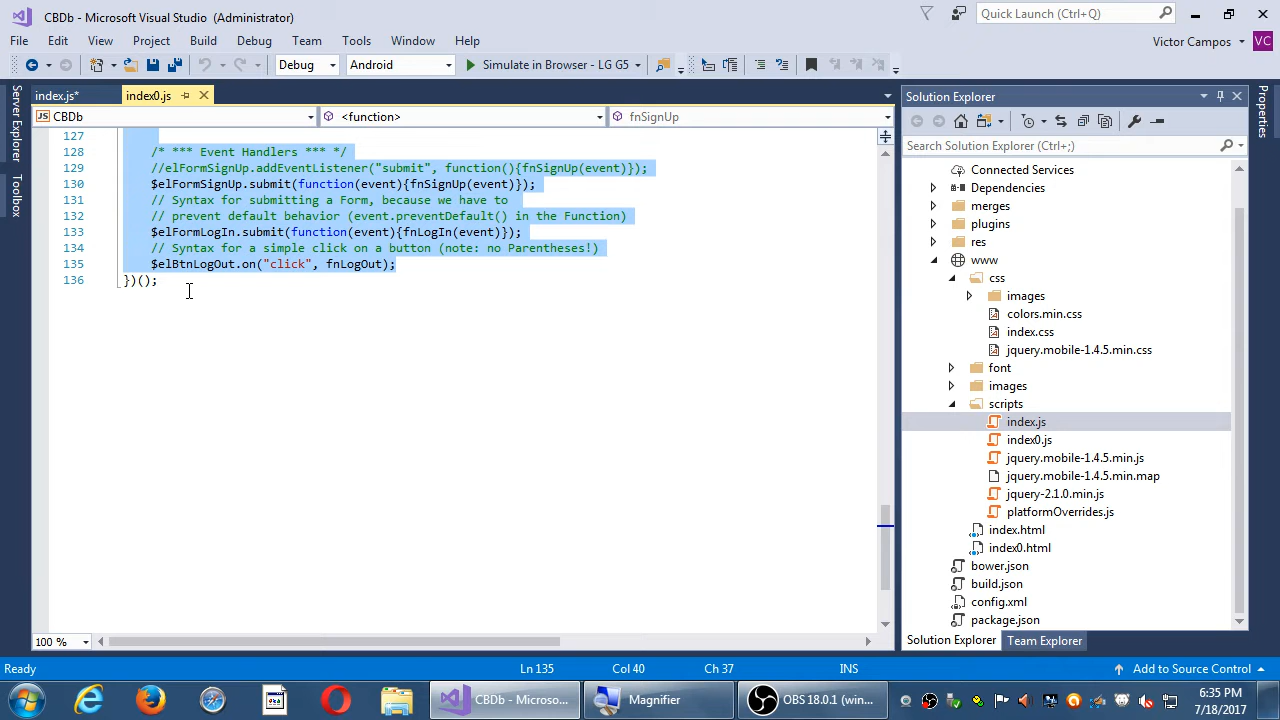 CBDb - Microsoft Visual Studio (Administrator)
Quick Launch (Ctrl+Q)
File Edit View Project Build Debug Team Tools Window Help
Victor Campos VC
Debug Android Simulate in Browser - LG G5
index.js* index0.js
CBDb <function> fnSignUp
Server Explorer
Toolbox
127
128 /* *** Event Handlers *** */
129 //elFormSignUp.addEventListener("submit", function(){fnSignUp(event)});
130 $elFormSignUp.submit(function(event){fnSignUp(event)});
131 // Syntax for submitting a Form, because we have to
132 // prevent default behavior (event.preventDefault() in the Function)
133 $elFormLogIn.submit(function(event){fnLogIn(event)});
134 // Syntax for a simple click on a button (note: no Parentheses!)
135 $elBtnLogOut.on("click", fnLogOut);
136 })();
100 %
Solution Explorer
Search Solution Explorer (Ctrl+;)
Connected Services
Dependencies
merges
plugins
res
www
css
images
colors.min.css
index.css
jquery.mobile-1.4.5.min.css
font
images
scripts
index.js
index0.js
jquery.mobile-1.4.5.min.js
jquery.mobile-1.4.5.min.map
jquery-2.1.0.min.js
platformOverrides.js
index.html
index0.html
bower.json
build.json
config.xml
package.json
Solution Explorer Team Explorer
Properties
Ready Ln 135 Col 40 Ch 37 INS Add to Source Control
CBDb - Microso... Magnifier OBS 18.0.1 (win... 6:35 PM
7/18/2017